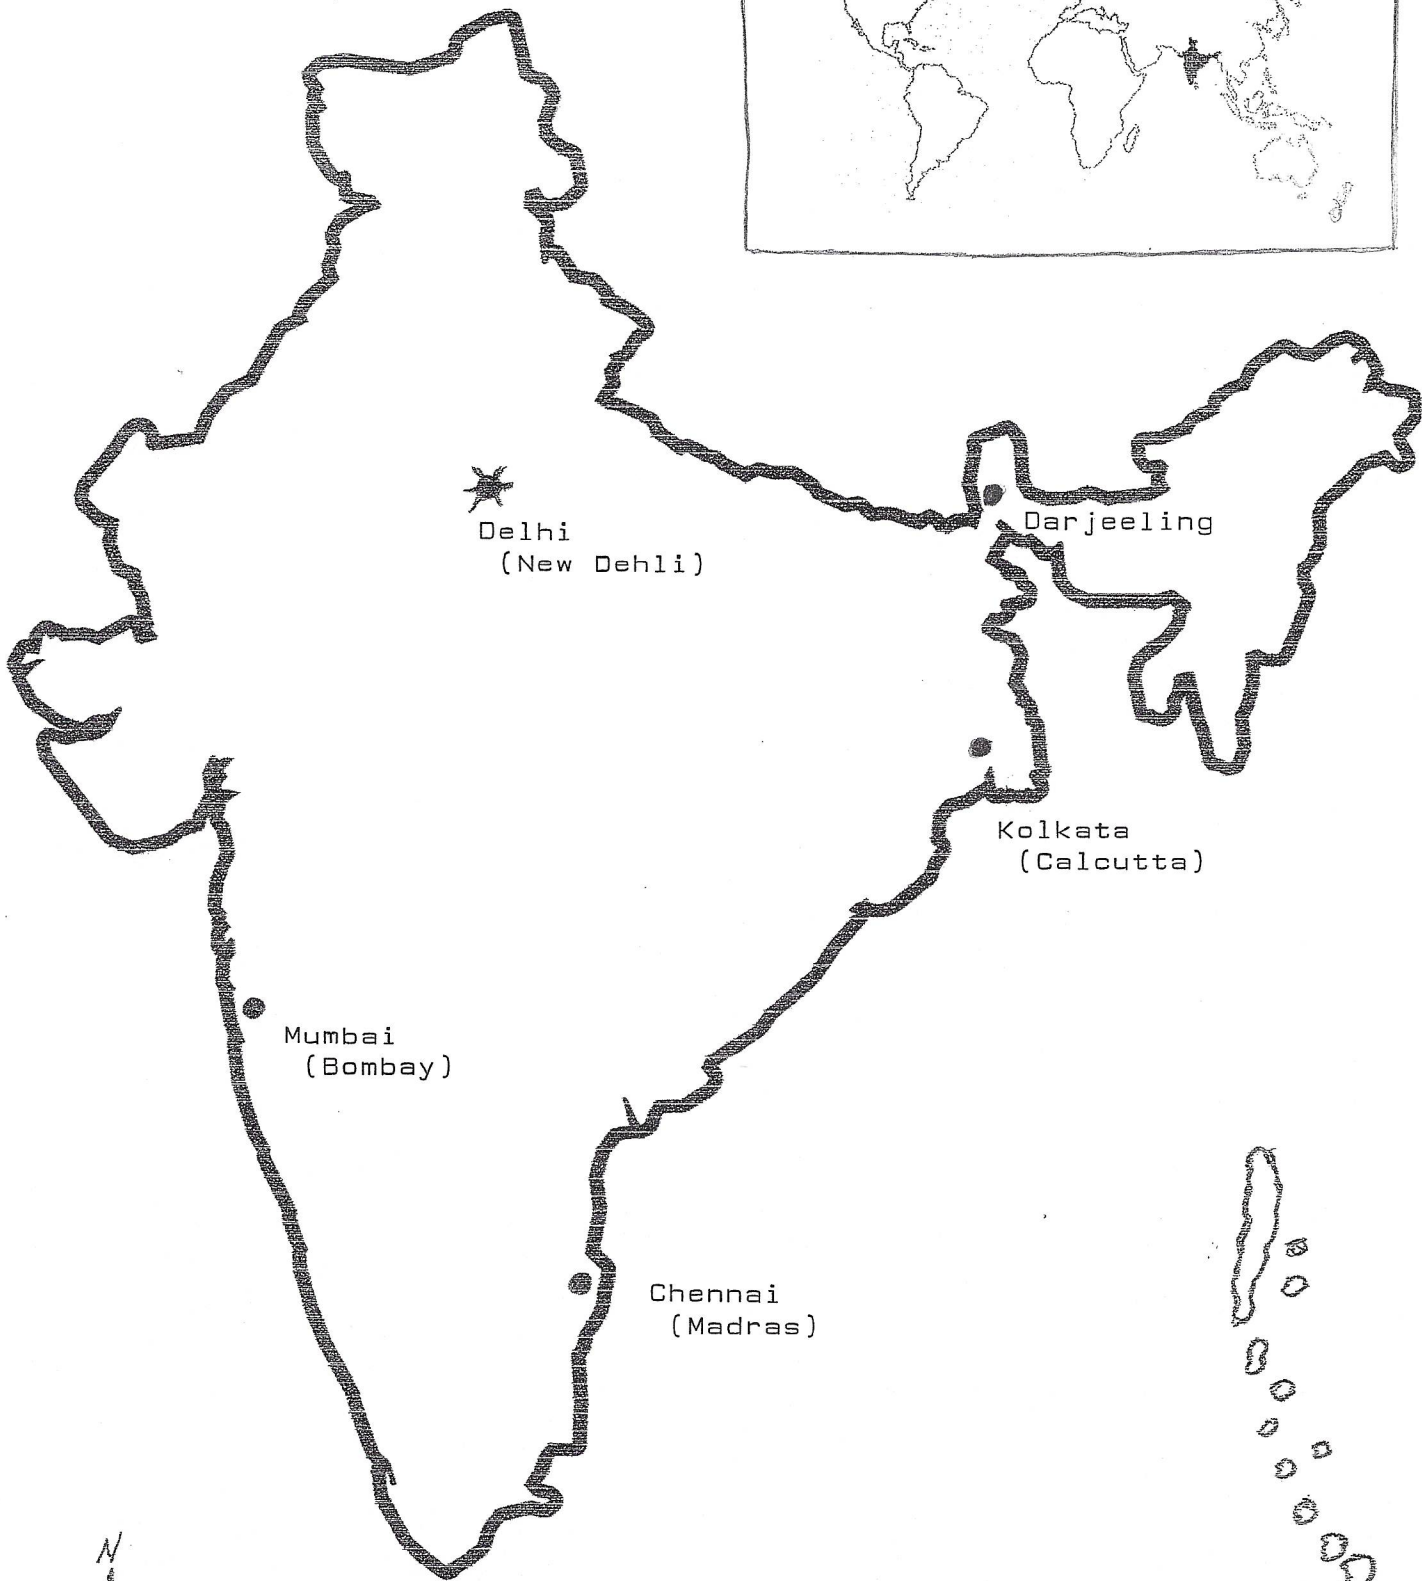 Delhi
(New Dehli)
Darjeeling
Kolkata
(Calcutta)
Mumbai
(Bombay)
Chennai
(Madras)
N